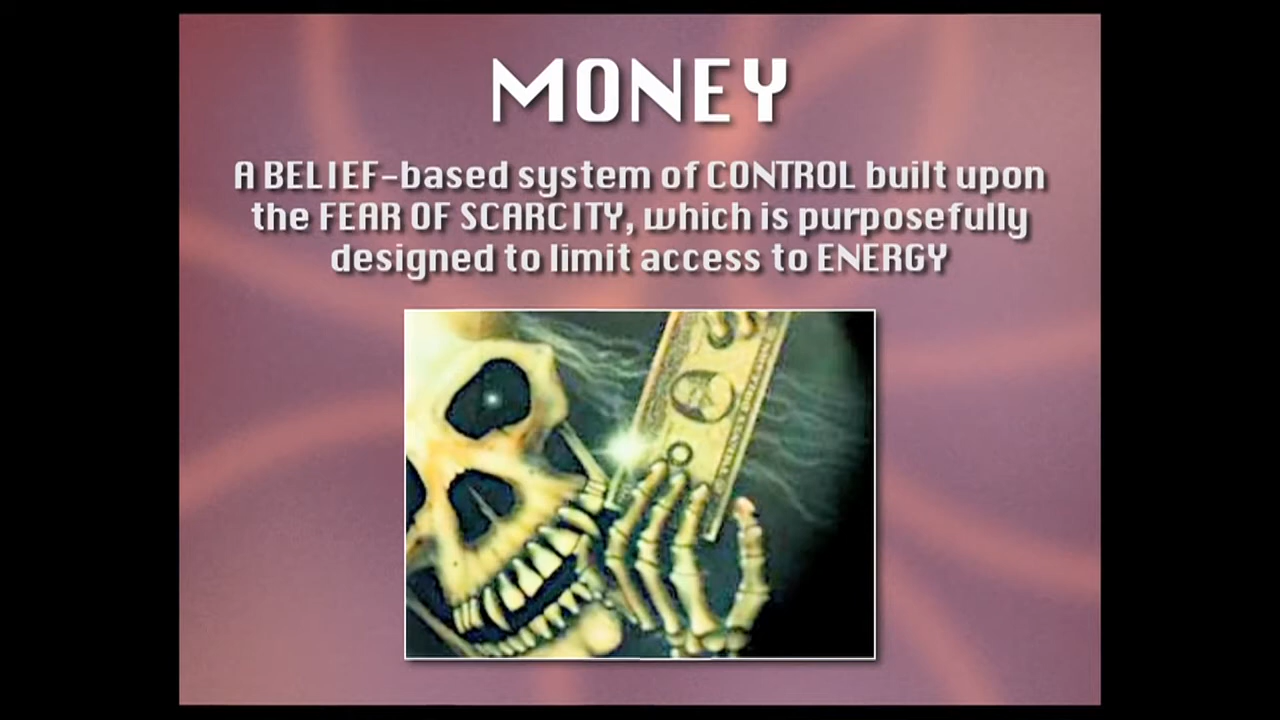 MONEY
A BELIEF-based system of CONTROL built upon
the FEAR OF SCARCITY, which is purposefully
designed to limit access to ENERGY